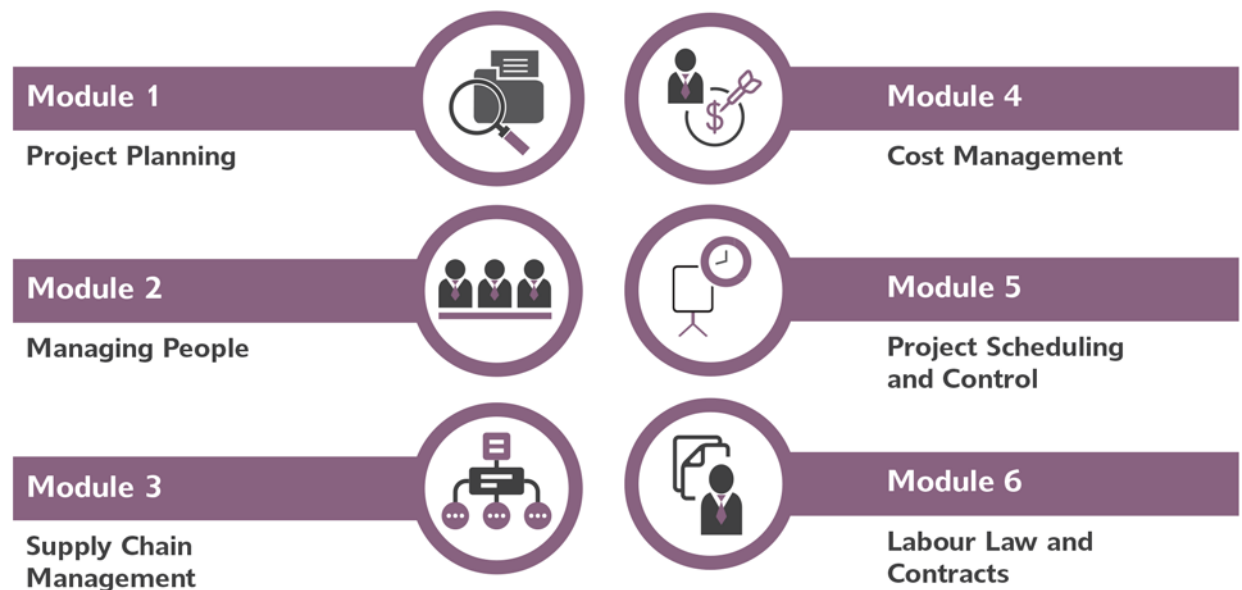 Module 1
Project Planning
Module 2
Managing People
Module 3
Supply Chain
Management
Module 4
Cost Management
$
Module 5
Project Scheduling
and Control
Module 6
Labour Law and
Contracts